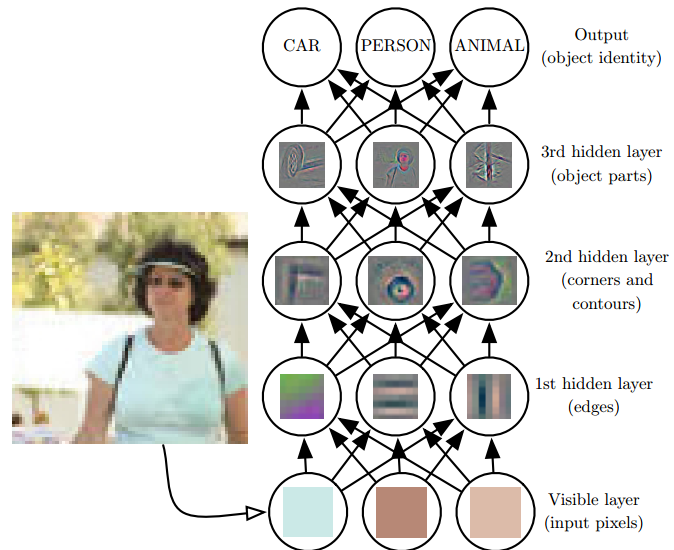 CAR
PERSON
ANIMAL
Output
(object identity)
3rd hidden layer
(object parts)
2nd hidden layer
(corners and
contours)
1st hidden layer
(edges)
Visible layer
(input pixels)